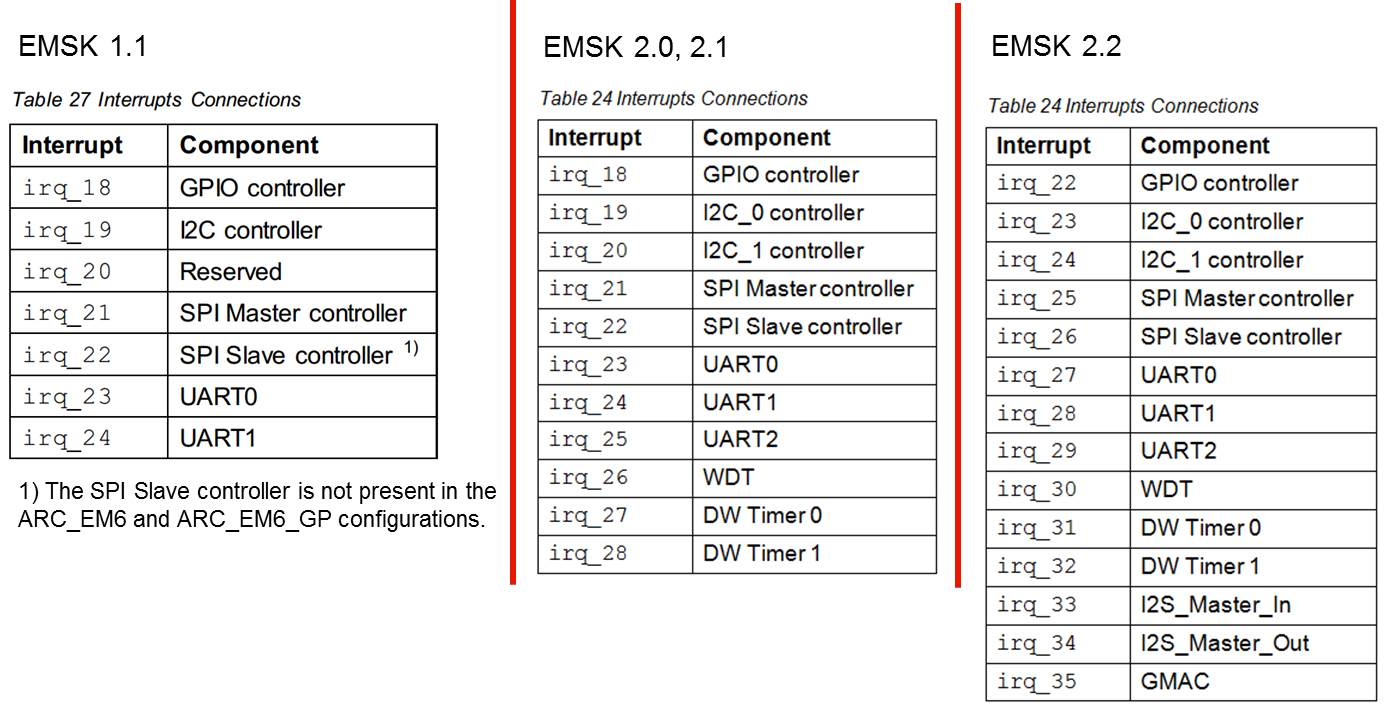 EMSK 1.1
Table 27 Interrupts Connections
Interrupt Component
irq_18 GPIO controller
irq_19 I2C controller
irq_20 Reserved
irq_21 SPI Master controller
irq_22 SPI Slave controller 1)
irq_23 UART0
irq_24 UART1
1) The SPI Slave controller is not present in the
ARC_EM6 and ARC_EM6_GP configurations.
EMSK 2.0, 2.1
Table 24 Interrupts Connections
Interrupt Component
irq_18 GPIO controller
irq_19 I2C_0 controller
irq_20 I2C_1 controller
irq_21 SPI Master controller
irq_22 SPI Slave controller
irq_23 UART0
irq_24 UART1
irq_25 UART2
irq_26 WDT
irq_27 DW Timer 0
irq_28 DW Timer 1
EMSK 2.2
Table 24 Interrupts Connections
Interrupt Component
irq_22 GPIO controller
irq_23 I2C_0 controller
irq_24 I2C_1 controller
irq_25 SPI Master controller
irq_26 SPI Slave controller
irq_27 UART0
irq_28 UART1
irq_29 UART2
irq_30 WDT
irq_31 DW Timer 0
irq_32 DW Timer 1
irq_33 I2S_Master_In
irq_34 I2S_Master_Out
irq_35 GMAC